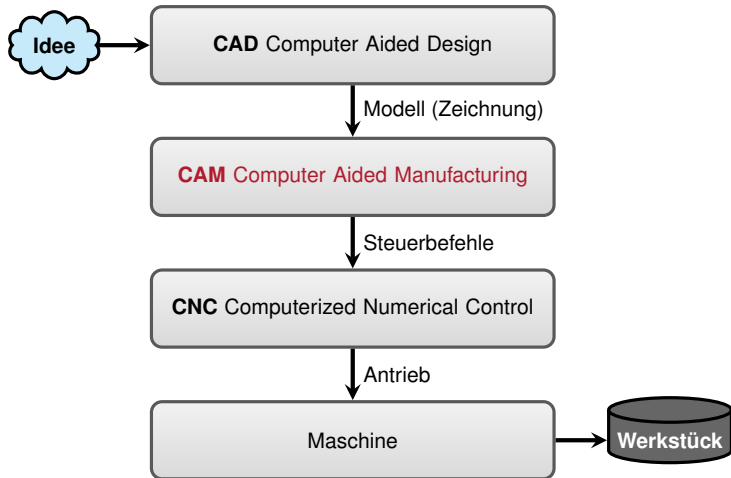 Idee
CAD Computer Aided Design
Modell (Zeichnung)
CAM Computer Aided Manufacturing
Steuerbefehle
CNC Computerized Numerical Control
Antrieb
Maschine
Werkstück